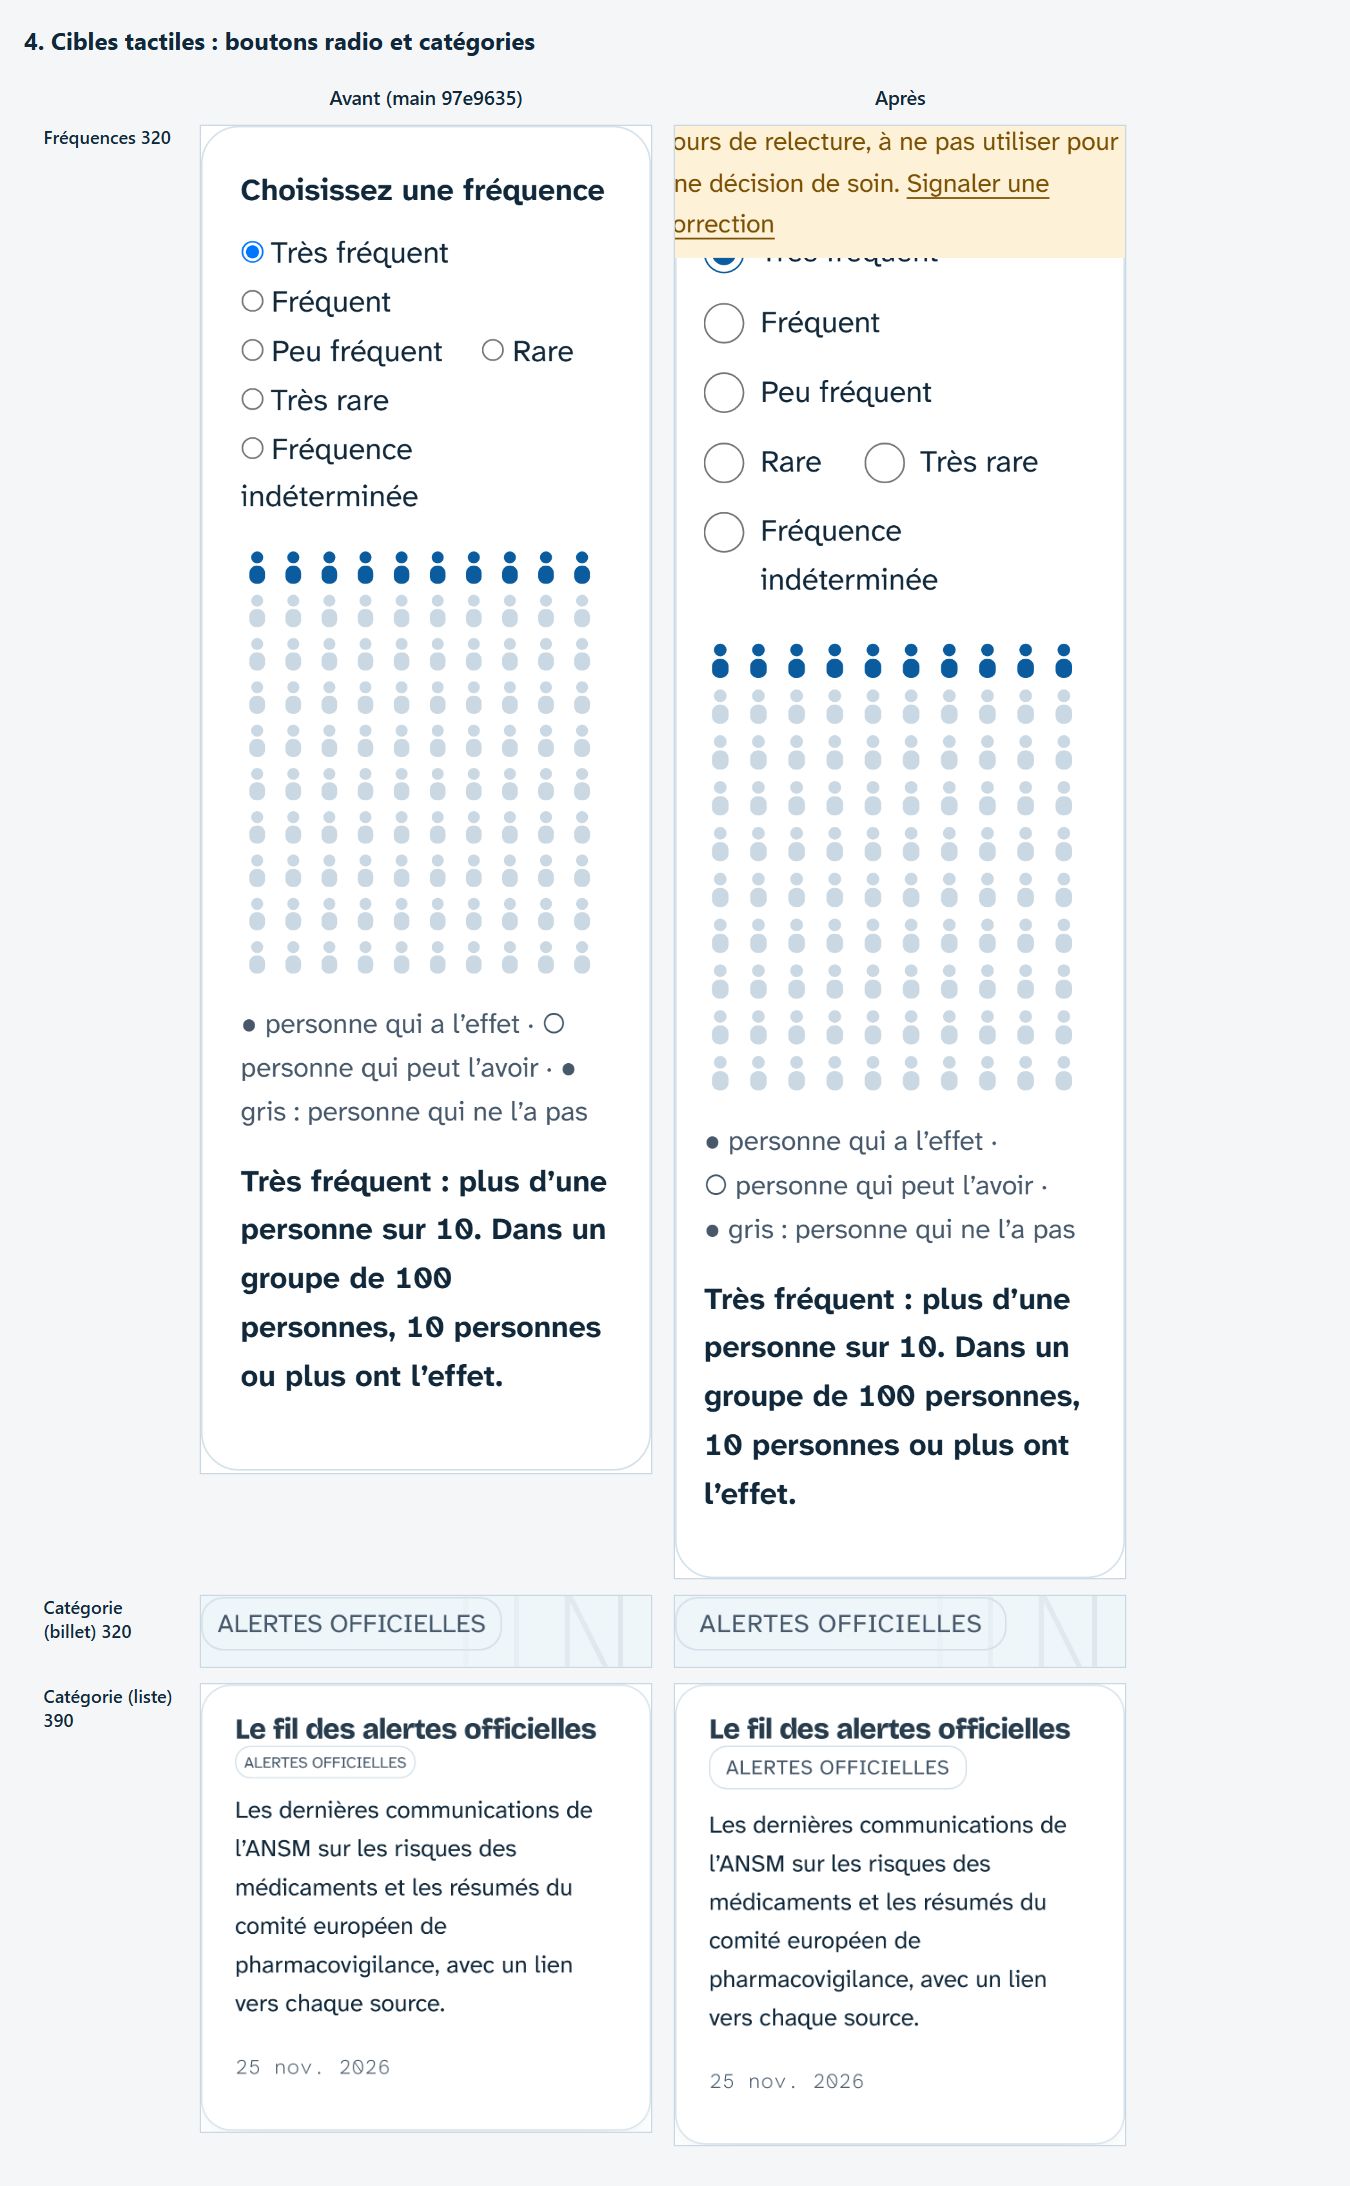 4. Cibles tactiles : boutons radio et catégories
Avant (main 97e9635)
Après
Fréquences 320
Choisissez une fréquence
Très fréquent
Fréquent
Peu fréquent
Rare
Très rare
Fréquence
indéterminée
● personne qui a l’effet · ○
personne qui peut l’avoir · ●
gris : personne qui ne l’a pas
Très fréquent : plus d’une
personne sur 10. Dans un
groupe de 100
personnes, 10 personnes
ou plus ont l’effet.
ours de relecture, à ne pas utiliser pour
ne décision de soin. Signaler une
orrection
Très fréquent
Fréquent
Peu fréquent
Rare
Très rare
Fréquence
indéterminée
● personne qui a l’effet ·
○ personne qui peut l’avoir ·
● gris : personne qui ne l’a pas
Très fréquent : plus d’une
personne sur 10. Dans un
groupe de 100 personnes,
10 personnes ou plus ont
l’effet.
Catégorie
(billet) 320
ALERTES OFFICIELLES
ALERTES OFFICIELLES
Catégorie (liste)
390
Le fil des alertes officielles
ALERTES OFFICIELLES
Les dernières communications de
l’ANSM sur les risques des
médicaments et les résumés du
comité européen de
pharmacovigilance, avec un lien
vers chaque source.
25 nov. 2026
Le fil des alertes officielles
ALERTES OFFICIELLES
Les dernières communications de
l’ANSM sur les risques des
médicaments et les résumés du
comité européen de
pharmacovigilance, avec un lien
vers chaque source.
25 nov. 2026